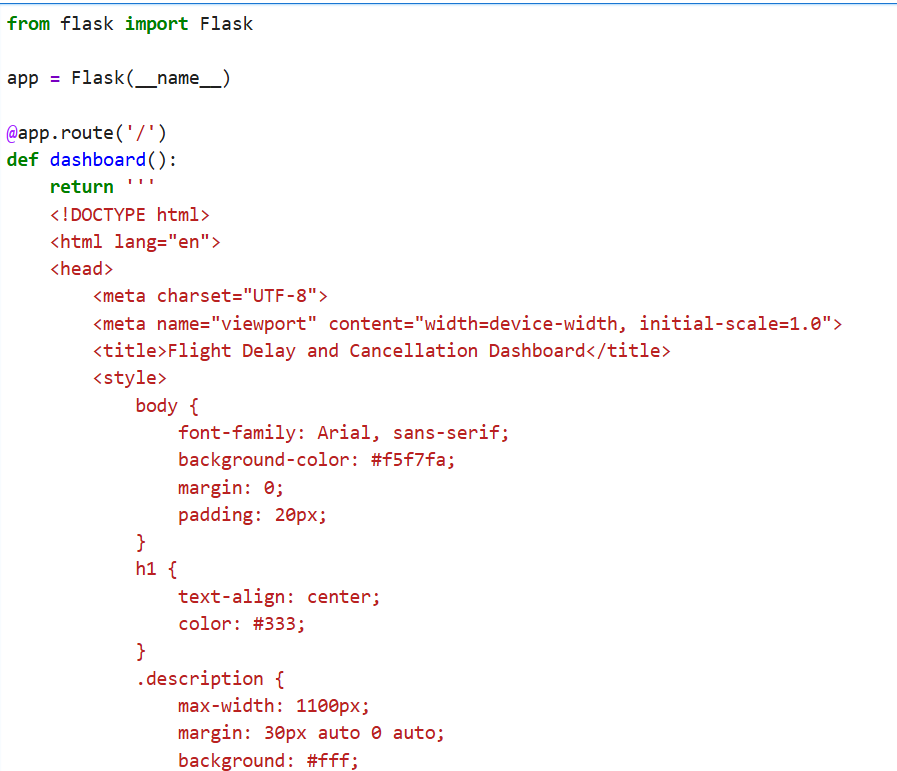 from flask import Flask
app = Flask(__name__)
@app.route('/')
def dashboard():
    return '''
    <!DOCTYPE html>
    <html lang="en">
    <head>
        <meta charset="UTF-8">
        <meta name="viewport" content="width=device-width, initial-scale=1.0">
        <title>Flight Delay and Cancellation Dashboard</title>
        <style>
            body {
                font-family: Arial, sans-serif;
                background-color: #f5f7fa;
                margin: 0;
                padding: 20px;
            }
            h1 {
                text-align: center;
                color: #333;
            }
            .description {
                max-width: 1100px;
                margin: 30px auto 0 auto;
                background: #fff;